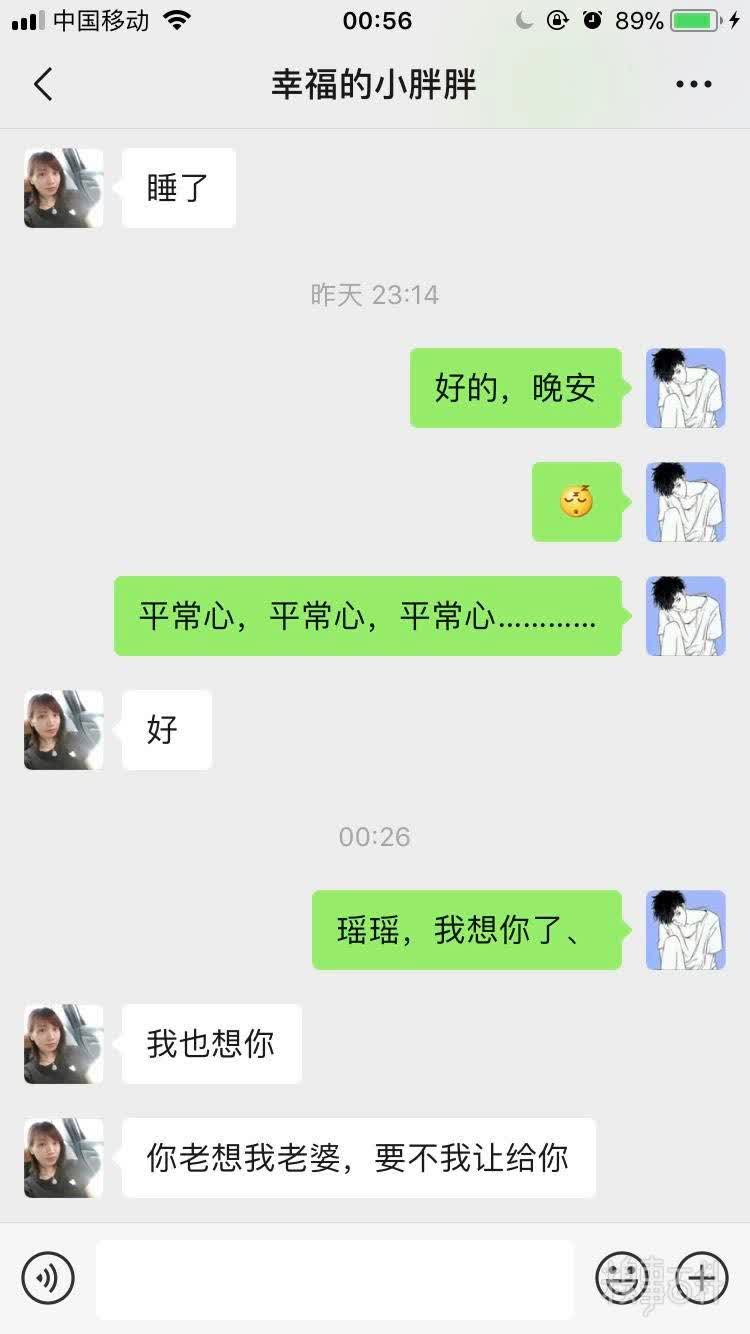 中国移动
00:56
89%
幸福的小胖胖
睡了
昨天 23:14
好的，晚安
平常心，平常心，平常心…………
好
00:26
瑶瑶，我想你了、
我也想你
你老想我老婆，要不我让给你